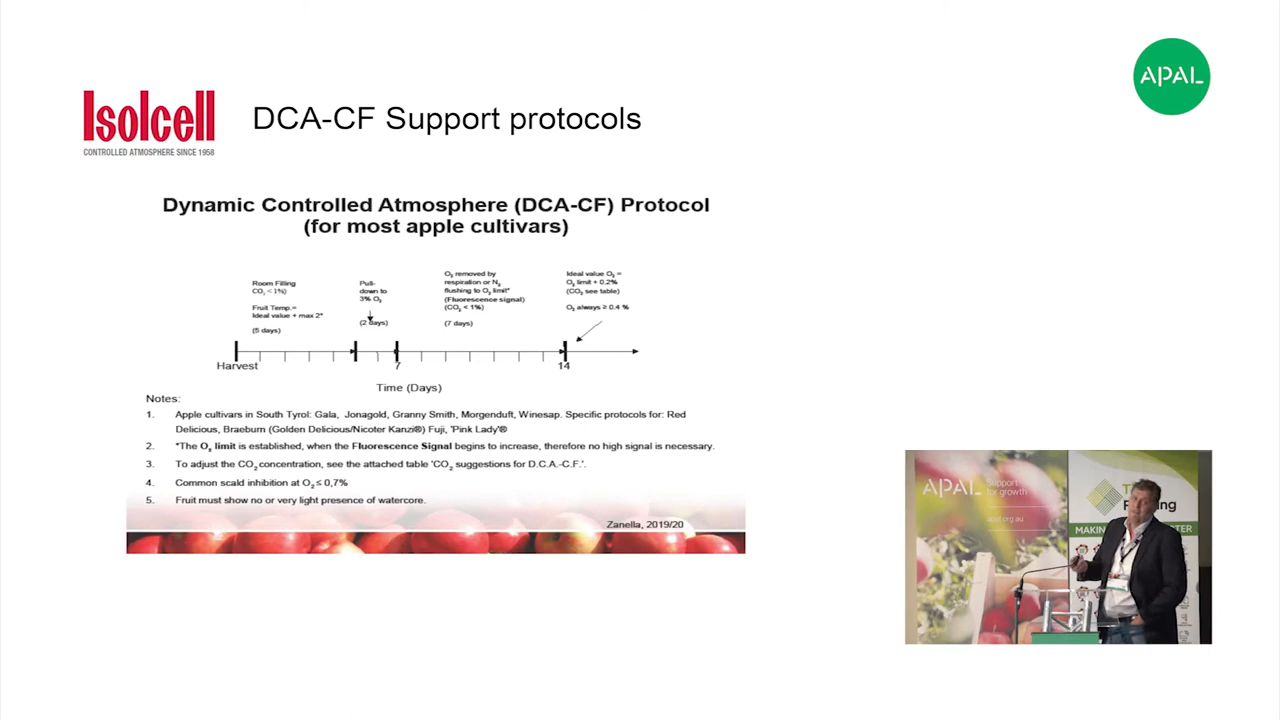 APAL
Isolcell
CONTROLLED ATMOSPHERE SINCE 1958
DCA-CF Support protocols
Dynamic Controlled Atmosphere (DCA-CF) Protocol
(for most apple cultivars)
Room Filling
CO₂ < 1%)
Fruit Temp.=
Ideal value + max 2*
(5 days)
Pull-
down to
3% O₂
(2 days)
O₂ removed by
respiration or N₂
flushing to O₂ limit*
(Fluorescence signal)
(CO₂ < 1%)
(7 days)
Ideal value O₂ =
O₂ limit + 0.2%
(CO₂ see table)
O₂ always ≥ 0.4 %
Harvest
7
14
Time (Days)
Notes:
1. Apple cultivars in South Tyrol: Gala, Jonagold, Granny Smith, Morgenduft, Winesap. Specific protocols for: Red
Delicious, Braeburn (Golden Delicious/Nicoter Kanzi®) Fuji, 'Pink Lady'®
2. *The O₂ limit is established, when the Fluorescence Signal begins to increase, therefore no high signal is necessary.
3. To adjust the CO₂ concentration, see the attached table 'CO₂ suggestions for D.C.A.-C.F.'.
4. Common scald inhibition at O₂ ≤ 0,7%
5. Fruit must show no or very light presence of watercore.
Zanella, 2019/20
APAL
Support
for growth
apal.org.au
MAKING